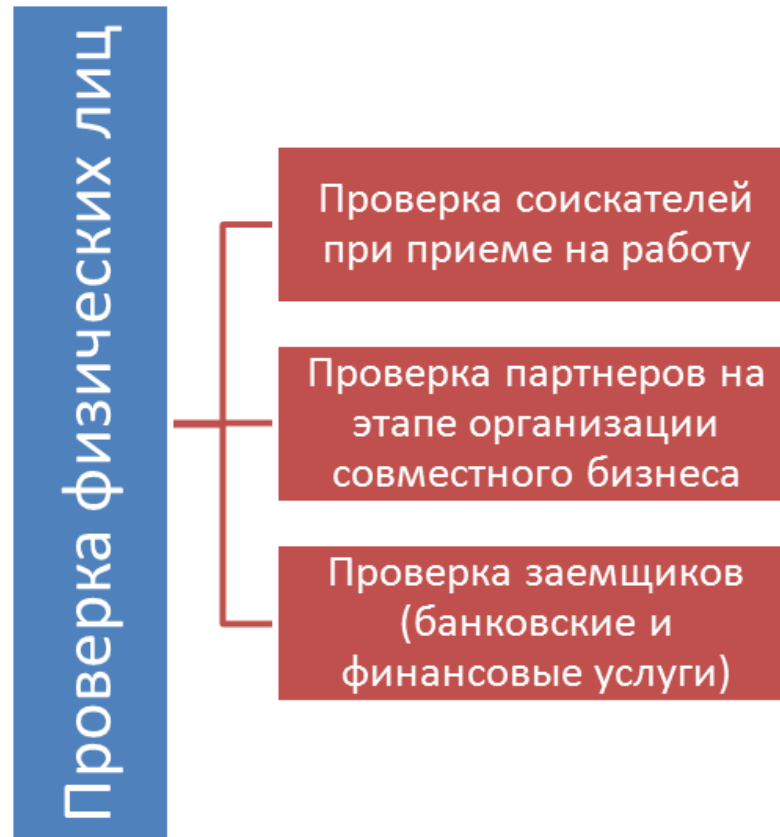 Проверка физических лиц
Проверка соискателей
при приеме на работу
Проверка партнеров на
этапе организации
совместного бизнеса
Проверка заемщиков
(банковские и
финансовые услуги)